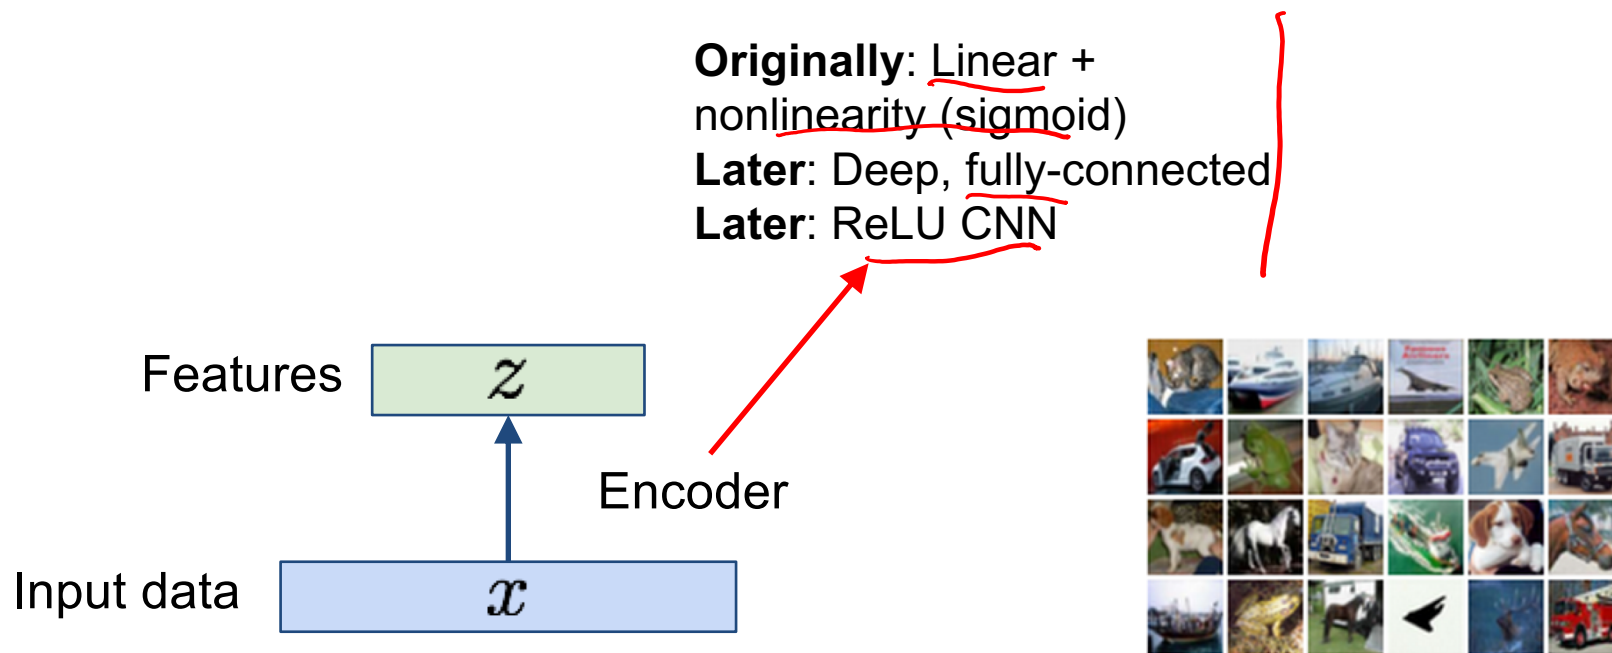 Originally: Linear +
nonlinearity (sigmoid)
Later: Deep, fully-connected
Later: ReLU CNN
Features
z
Encoder
Input data
x